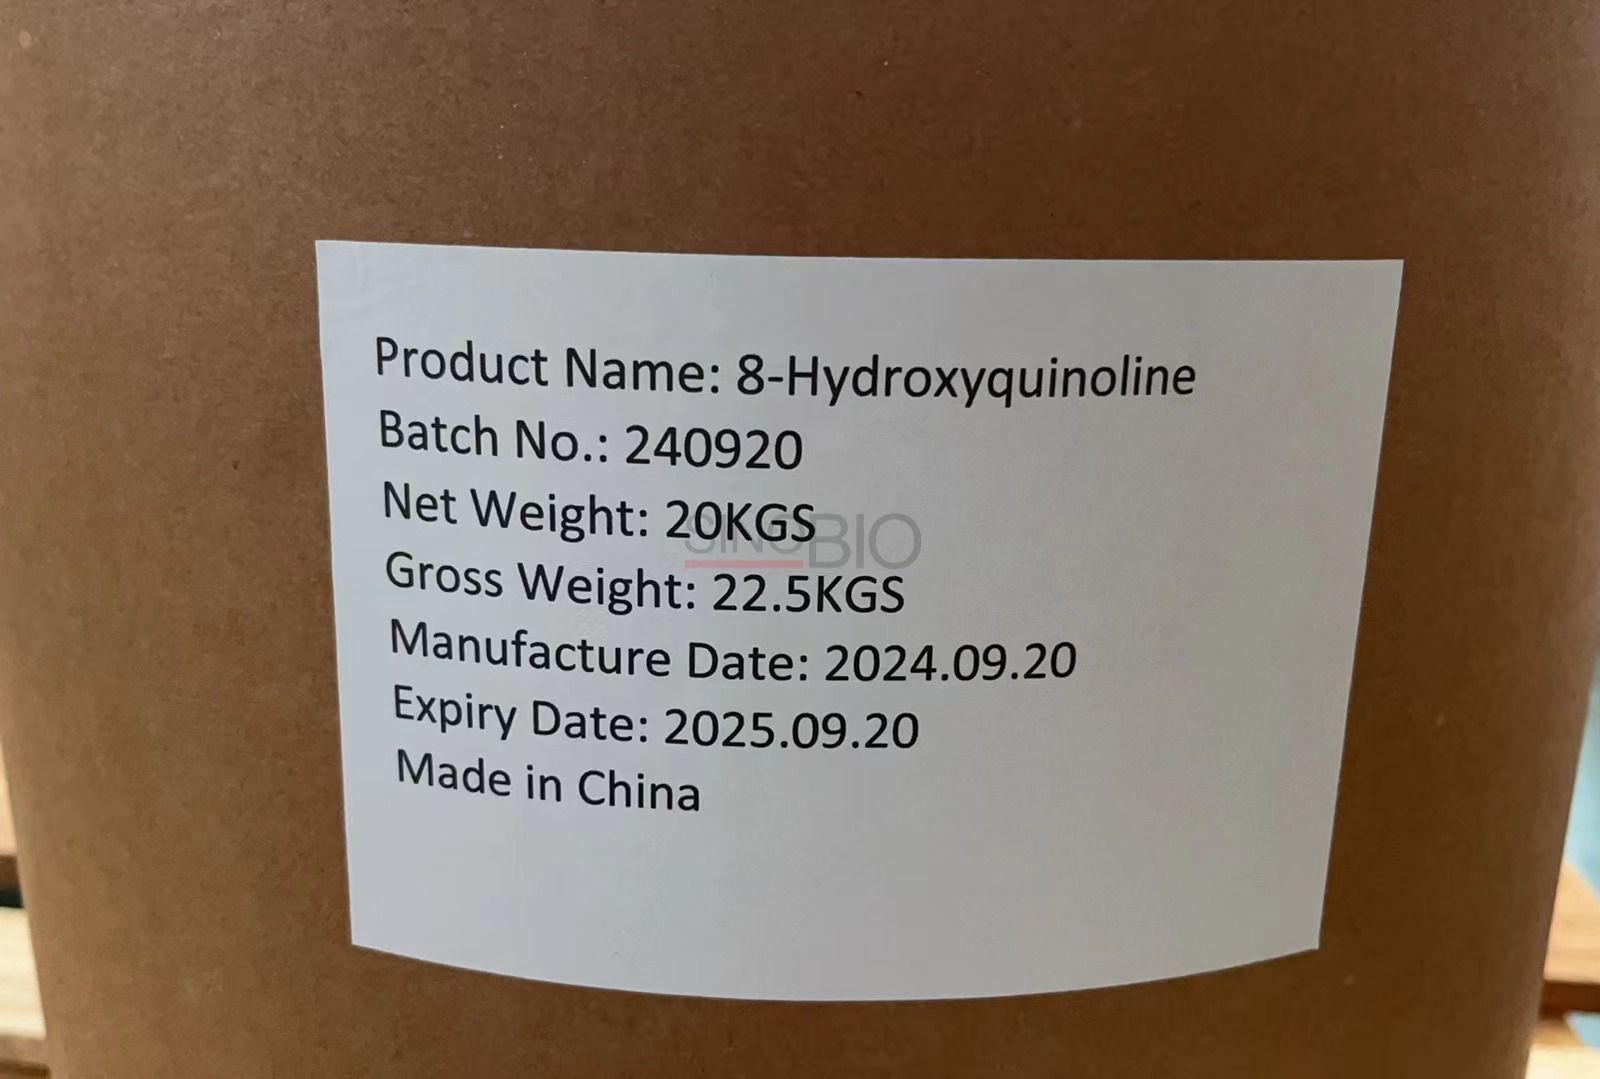 Product Name: 8-Hydroxyquinoline
Batch No.: 240920
Net Weight: 20KGS
SINOBIO
Gross Weight: 22.5KGS
Manufacture Date: 2024.09.20
Expiry Date: 2025.09.20
Made in China